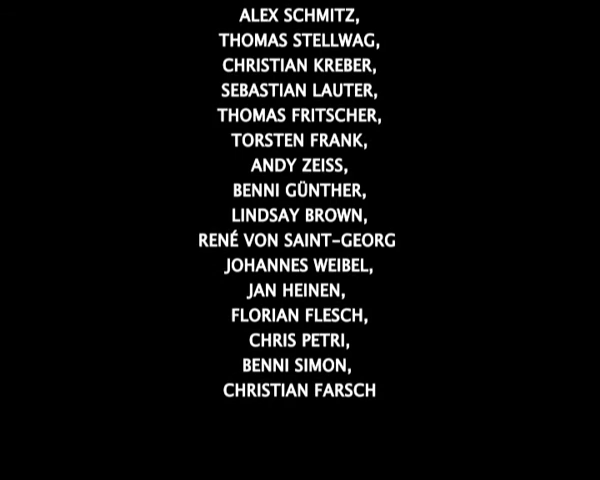 ALEX SCHMITZ,
THOMAS STELLWAG,
CHRISTIAN KREBER,
SEBASTIAN LAUTER,
THOMAS FRITSCHER,
TORSTEN FRANK,
ANDY ZEISS,
BENNI GÜNTHER,
LINDSAY BROWN,
RENÉ VON SAINT-GEORG
JOHANNES WEIBEL,
JAN HEINEN,
FLORIAN FLESCH,
CHRIS PETRI,
BENNI SIMON,
CHRISTIAN FARSCH